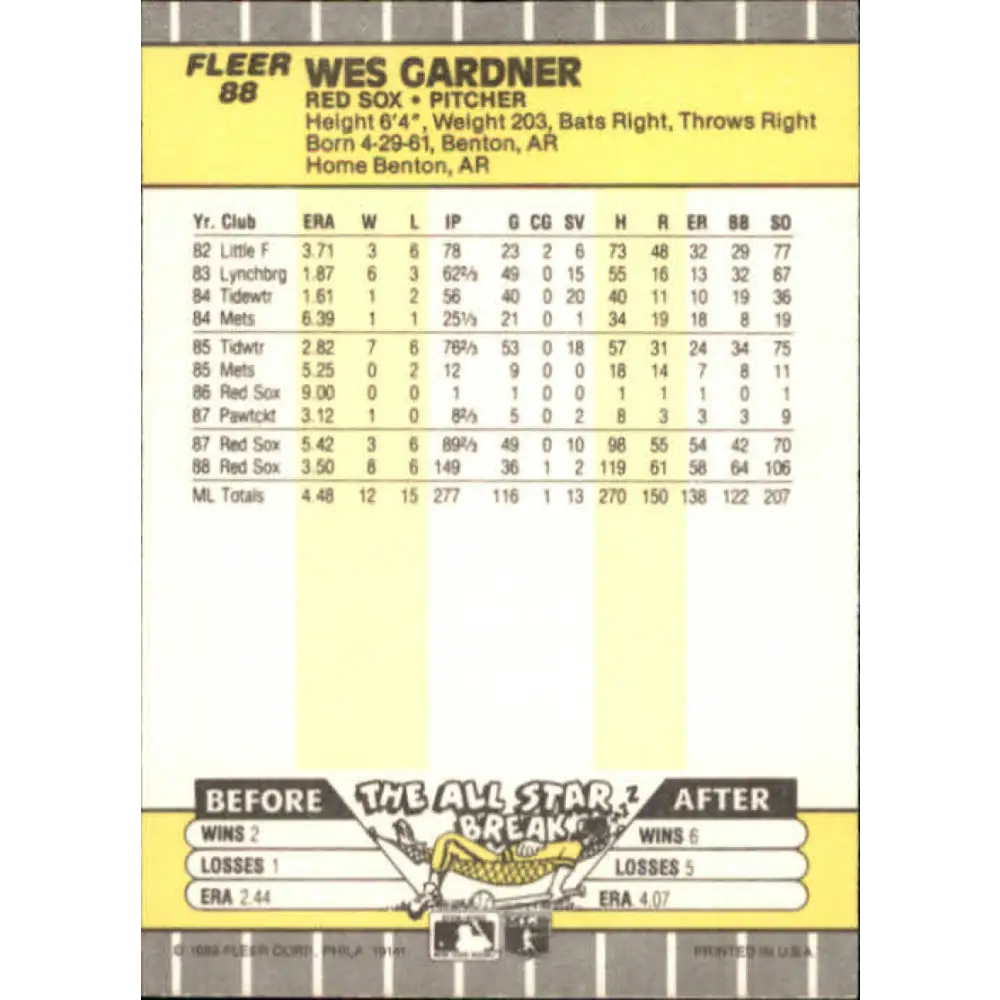 FLEER
88
WES GARDNER
RED SOX • PITCHER
Height 6'4", Weight 203, Bats Right, Throws Right
Born 4-29-61, Benton, AR
Home Benton, AR
Yr. Club ERA W L IP G CG SV H R ER BB SO
82 Little F 3.71 3 6 78 23 2 6 73 48 32 29 77
83 Lynchbrg 1.87 6 3 62⅔ 49 0 15 55 16 13 32 67
84 Tidewtr 1.61 1 2 56 40 0 20 40 11 10 19 36
84 Mets 6.39 1 1 25⅓ 21 0 1 34 19 18 8 19
85 Tidwtr 2.82 7 6 76⅔ 53 0 18 57 31 24 34 75
85 Mets 5.25 0 2 12 9 0 0 18 14 7 8 11
86 Red Sox 9.00 0 0 1 1 0 0 1 1 1 0 1
87 Pawtckt 3.12 1 0 8⅔ 5 0 2 8 3 3 3 9
87 Red Sox 5.42 3 6 89⅔ 49 0 10 98 55 54 42 70
88 Red Sox 3.50 8 6 149 36 1 2 119 61 58 64 106
ML Totals 4.48 12 15 277 116 1 13 270 150 138 122 207
BEFORE THE ALL STAR BREAK AFTER
WINS 2 WINS 6
LOSSES 1 LOSSES 5
ERA 2.44 ERA 4.07
© 1989 FLEER CORP., PHILA 19141 PRINTED IN U.S.A.